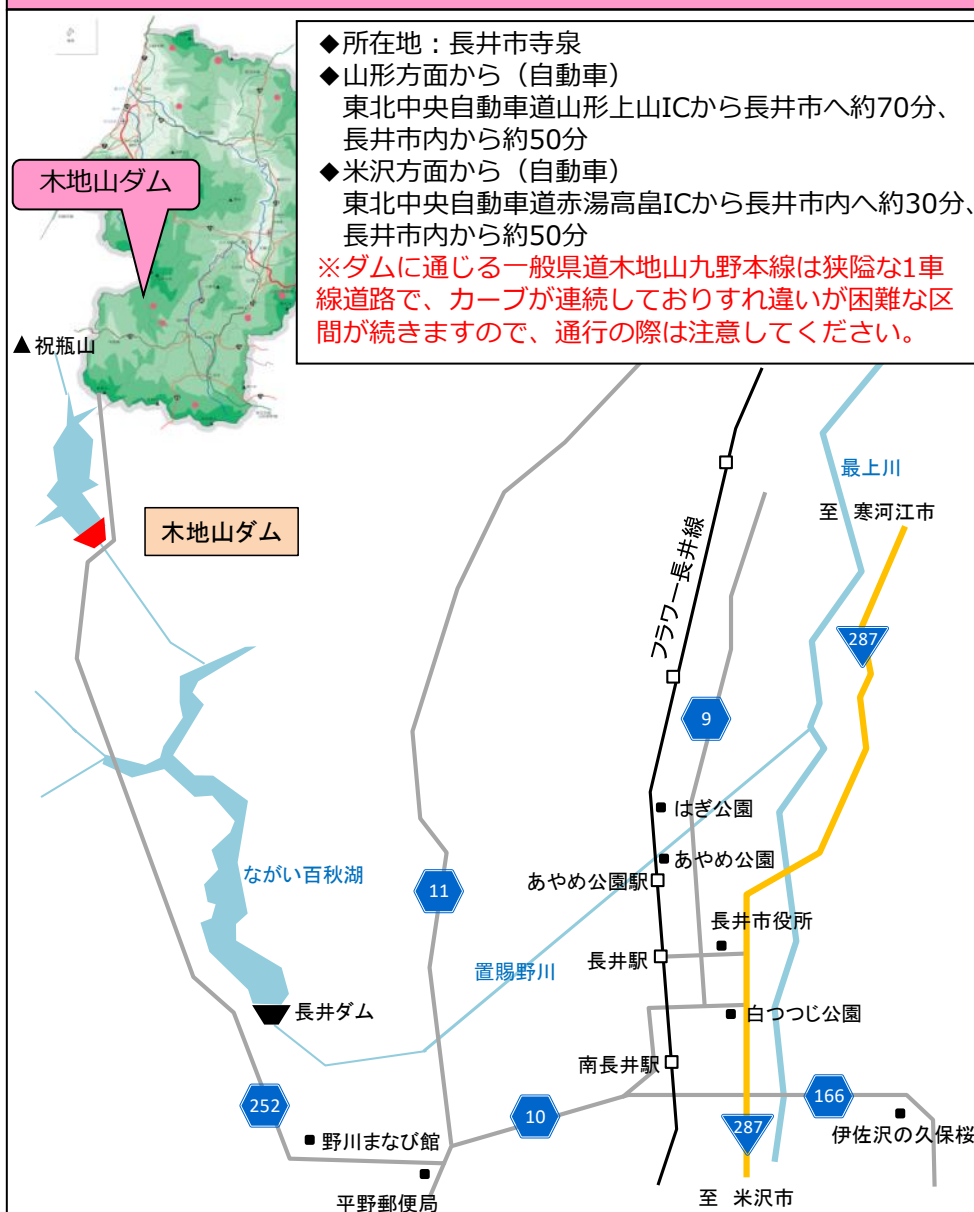 ◆所在地：長井市寺泉
◆山形方面から（自動車）
東北中央自動車道山形上山ICから長井市へ約70分、
長井市内から約50分
◆米沢方面から（自動車）
東北中央自動車道赤湯高畠ICから長井市内へ約30分、
長井市内から約50分
※ダムに通じる一般県道木地山九野本線は狭隘な1車
線道路で、カーブが連続しておりすれ違いが困難な区
間が続きますので、通行の際は注意してください。
木地山ダム
▲祝瓶山
最上川
至 寒河江市
木地山ダム
フラワー長井線
287
9
はぎ公園
あやめ公園
ながい百秋湖
あやめ公園駅
11
長井市役所
長井駅
置賜野川
長井ダム
白つつじ公園
南長井駅
252
10
166
287
野川まなび館
伊佐沢の久保桜
平野郵便局
至 米沢市